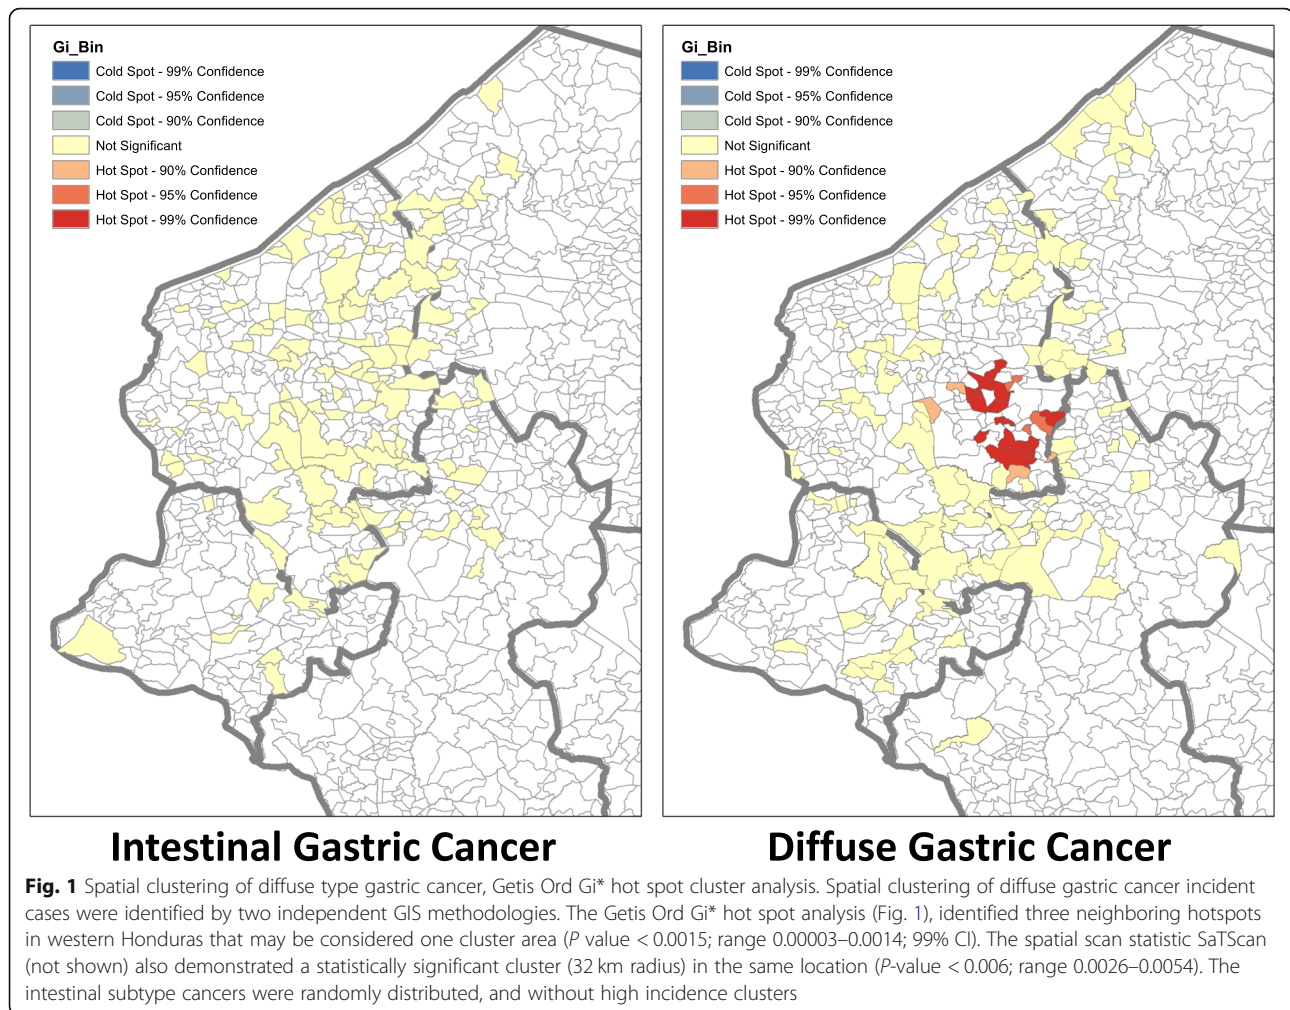 Gi_Bin
Cold Spot - 99% Confidence
Cold Spot - 95% Confidence
Cold Spot - 90% Confidence
Not Significant
Hot Spot - 90% Confidence
Hot Spot - 95% Confidence
Hot Spot - 99% Confidence
Gi_Bin
Cold Spot - 99% Confidence
Cold Spot - 95% Confidence
Cold Spot - 90% Confidence
Not Significant
Hot Spot - 90% Confidence
Hot Spot - 95% Confidence
Hot Spot - 99% Confidence
Intestinal Gastric Cancer
Diffuse Gastric Cancer
Fig. 1 Spatial clustering of diffuse type gastric cancer, Getis Ord Gi* hot spot cluster analysis. Spatial clustering of diffuse gastric cancer incident
cases were identified by two independent GIS methodologies. The Getis Ord Gi* hot spot analysis (Fig. 1), identified three neighboring hotspots
in western Honduras that may be considered one cluster area (P value < 0.0015; range 0.00003–0.0014; 99% CI). The spatial scan statistic SaTScan
(not shown) also demonstrated a statistically significant cluster (32 km radius) in the same location (P-value < 0.006; range 0.0026–0.0054). The
intestinal subtype cancers were randomly distributed, and without high incidence clusters